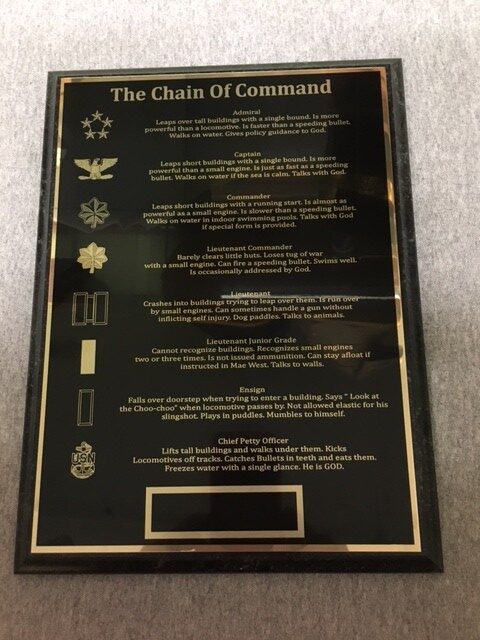 The Chain Of Command
Admiral
Leaps over tall buildings with a single bound. Is more
powerful than a locomotive. Is faster than a speeding bullet.
Walks on water. Gives policy guidance to God.
Captain
Leaps short buildings with a single bound. Is more
powerful than a small engine. Is just as fast as a speeding
bullet. Walks on water if the sea is calm. Talks with God.
Commander
Leaps short buildings with a running start. Is almost as
powerful as a small engine. Is slower than a speeding bullet.
Walks on water in indoor swimming pools. Talks with God
if special form is provided.
Lieutenant Commander
Barely clears little huts. Loses tug of war
with a small engine. Can fire a speeding bullet. Swims well.
Is occasionally addressed by God.
Lieutenant
Crashes into buildings trying to leap over them. Is run over
by small engines. Can sometimes handle a gun without
inflicting self injury. Dog paddles. Talks to animals.
Lieutenant Junior Grade
Cannot recognize buildings. Recognizes small engines
two or three times. Is not issued ammunition. Can stay afloat if
instructed in Mae West. Talks to walls.
Ensign
Falls over doorstep when trying to enter a building. Says " Look at
the Choo-choo" when locomotive passes by. Not allowed elastic for his
slingshot. Plays in puddles. Mumbles to himself.
Chief Petty Officer
Lifts tall buildings and walks under them. Kicks
Locomotives off tracks. Catches Bullets in teeth and eats them.
Freezes water with a single glance. He is GOD.
USN